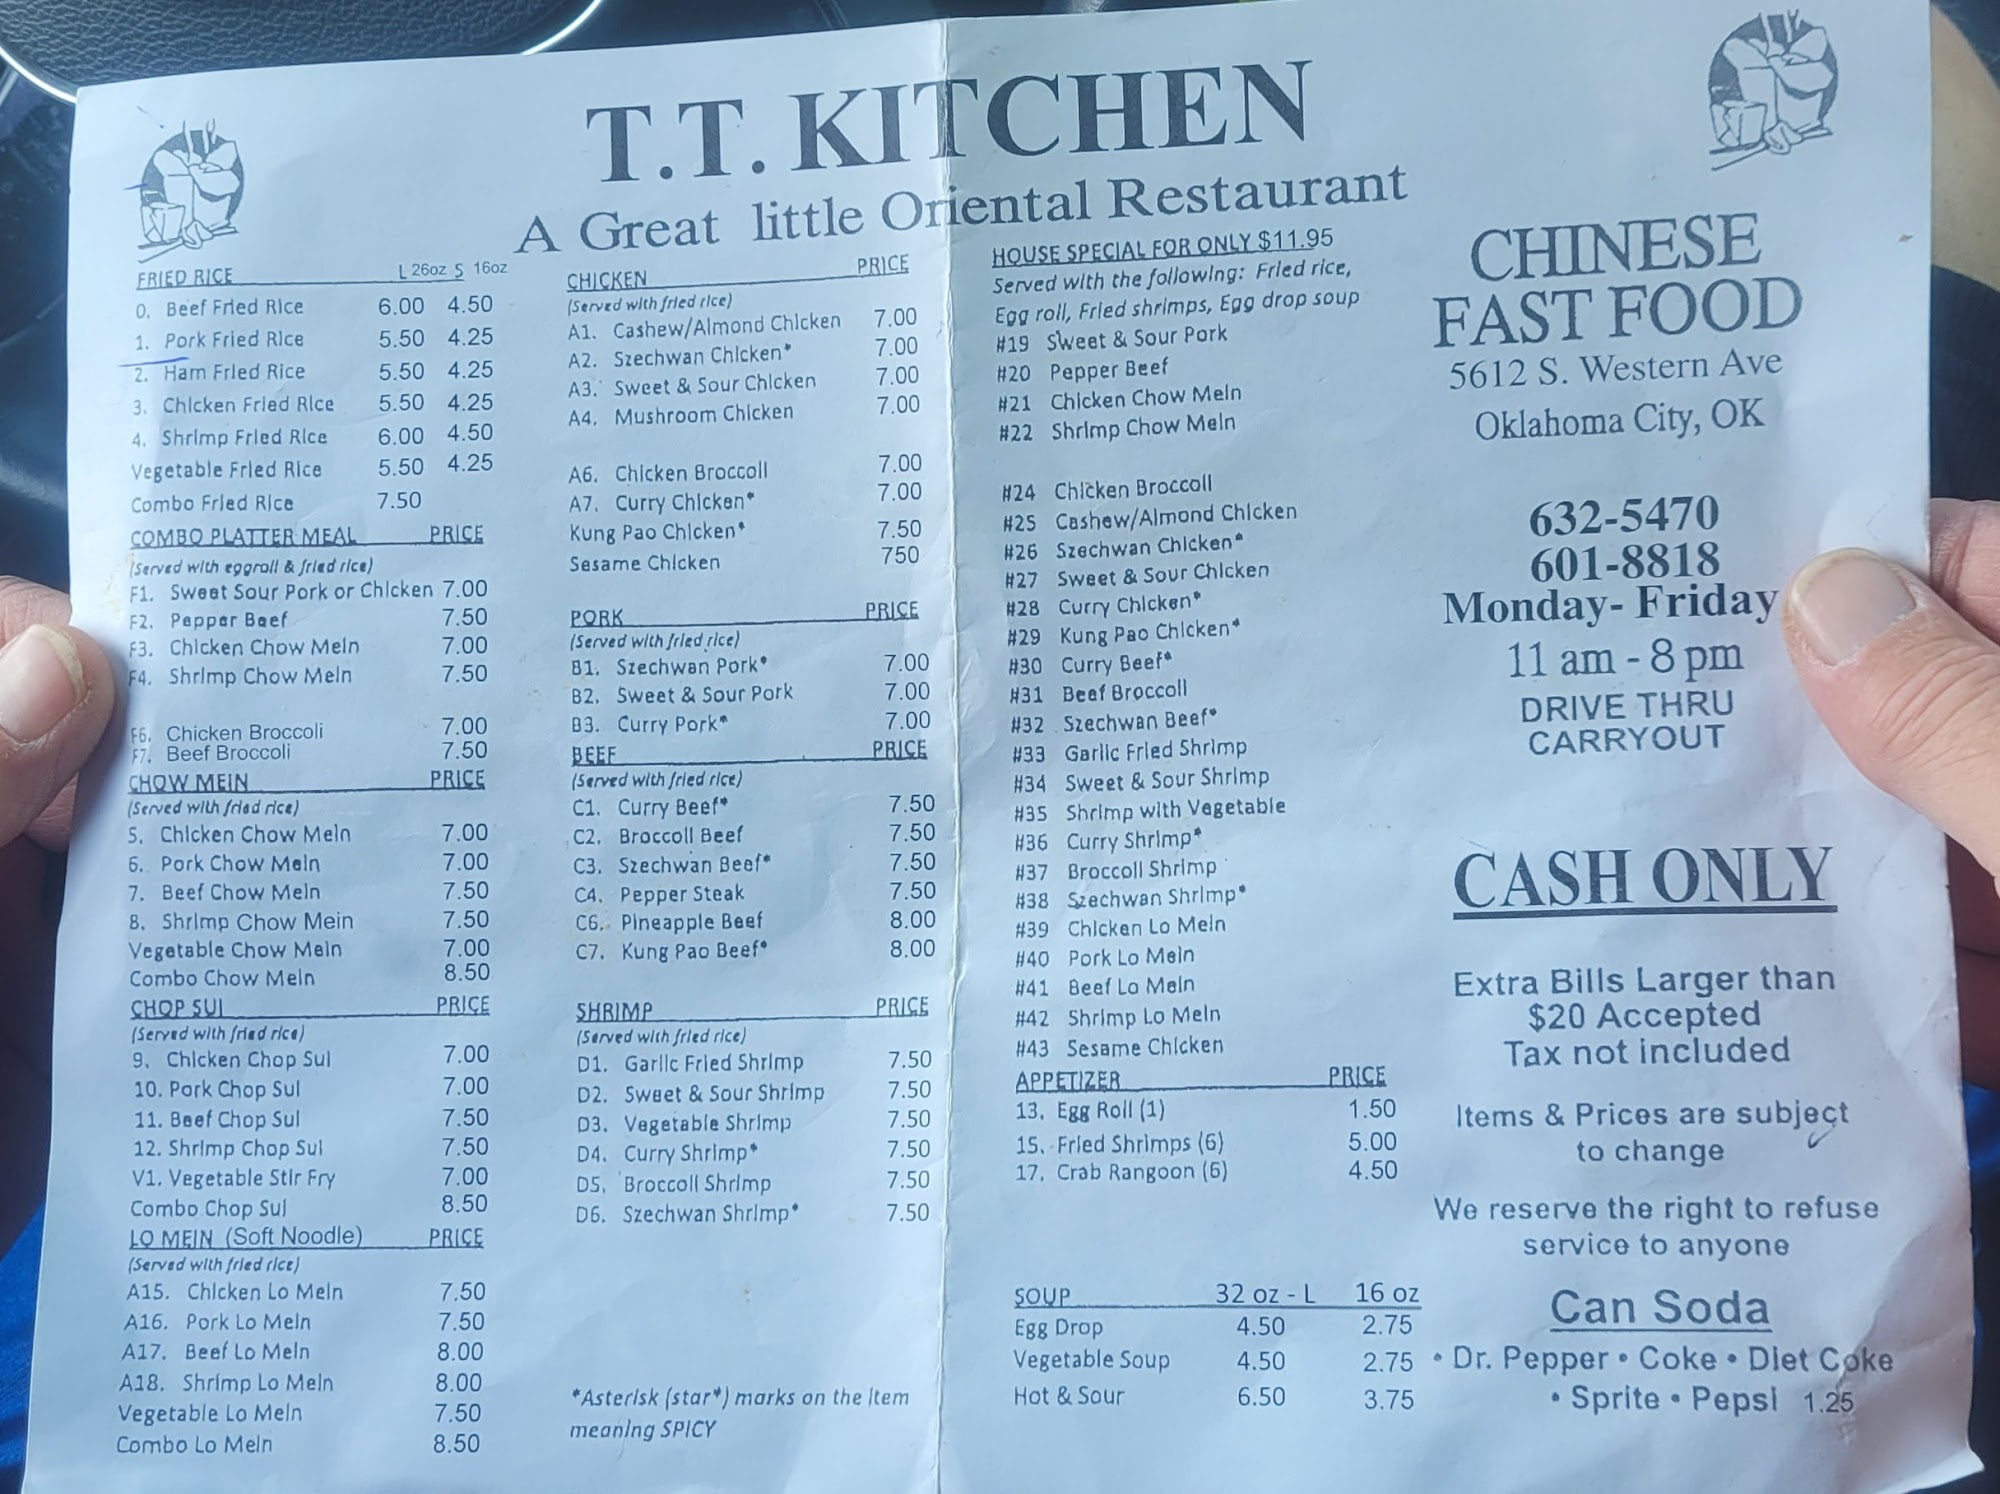 T.T. KITCHEN
A Great little Oriental Restaurant
FRIED RICE L 26oz S 16oz
0. Beef Fried Rice 6.00 4.50
1. Pork Fried Rice 5.50 4.25
2. Ham Fried Rice 5.50 4.25
3. Chicken Fried Rice 5.50 4.25
4. Shrimp Fried Rice 6.00 4.50
Vegetable Fried Rice 5.50 4.25
Combo Fried Rice 7.50
COMBO PLATTER MEAL PRICE
(Served with eggroll & fried rice)
F1. Sweet Sour Pork or Chicken 7.00
F2. Pepper Beef 7.50
F3. Chicken Chow Mein 7.00
F4. Shrimp Chow Mein 7.50
F6. Chicken Broccoli 7.00
F7. Beef Broccoli 7.50
CHOW MEIN PRICE
(Served with fried rice)
5. Chicken Chow Mein 7.00
6. Pork Chow Mein 7.00
7. Beef Chow Mein 7.50
8. Shrimp Chow Mein 7.50
Vegetable Chow Mein 7.00
Combo Chow Mein 8.50
CHOP SUI PRICE
(Served with fried rice)
9. Chicken Chop Sui 7.00
10. Pork Chop Sui 7.00
11. Beef Chop Sui 7.50
12. Shrimp Chop Sui 7.50
V1. Vegetable Stir Fry 7.00
Combo Chop Sui 8.50
LO MEIN (Soft Noodle) PRICE
(Served with fried rice)
A15. Chicken Lo Mein 7.50
A16. Pork Lo Mein 7.50
A17. Beef Lo Mein 8.00
A18. Shrimp Lo Mein 8.00
Vegetable Lo Mein 7.50
Combo Lo Mein 8.50
CHICKEN PRICE
(Served with fried rice)
A1. Cashew/Almond Chicken 7.00
A2. Szechwan Chicken* 7.00
A3. Sweet & Sour Chicken 7.00
A4. Mushroom Chicken 7.00
A6. Chicken Broccoli 7.00
A7. Curry Chicken* 7.00
Kung Pao Chicken* 7.50
Sesame Chicken 750
PORK PRICE
(Served with fried rice)
B1. Szechwan Pork* 7.00
B2. Sweet & Sour Pork 7.00
B3. Curry Pork* 7.00
BEEF PRICE
(Served with fried rice)
C1. Curry Beef* 7.50
C2. Broccoli Beef 7.50
C3. Szechwan Beef* 7.50
C4. Pepper Steak 7.50
C6. Pineapple Beef 8.00
C7. Kung Pao Beef* 8.00
SHRIMP PRICE
(Served with fried rice)
D1. Garlic Fried Shrimp 7.50
D2. Sweet & Sour Shrimp 7.50
D3. Vegetable Shrimp 7.50
D4. Curry Shrimp* 7.50
D5. Broccoli Shrimp 7.50
D6. Szechwan Shrimp* 7.50
*Asterisk (star*) marks on the item
meaning SPICY
HOUSE SPECIAL FOR ONLY $11.95
Served with the following: Fried rice,
Egg roll, Fried shrimps, Egg drop soup
#19 Sweet & Sour Pork
#20 Pepper Beef
#21 Chicken Chow Mein
#22 Shrimp Chow Mein
#24 Chicken Broccoli
#25 Cashew/Almond Chicken
#26 Szechwan Chicken*
#27 Sweet & Sour Chicken
#28 Curry Chicken*
#29 Kung Pao Chicken*
#30 Curry Beef*
#31 Beef Broccoli
#32 Szechwan Beef*
#33 Garlic Fried Shrimp
#34 Sweet & Sour Shrimp
#35 Shrimp with Vegetable
#36 Curry Shrimp*
#37 Broccoli Shrimp
#38 Szechwan Shrimp*
#39 Chicken Lo Mein
#40 Pork Lo Mein
#41 Beef Lo Mein
#42 Shrimp Lo Mein
#43 Sesame Chicken
APPETIZER PRICE
13. Egg Roll (1) 1.50
15. Fried Shrimps (6) 5.00
17. Crab Rangoon (6) 4.50
SOUP 32 oz - L 16 oz
Egg Drop 4.50 2.75
Vegetable Soup 4.50 2.75
Hot & Sour 6.50 3.75
CHINESE
FAST FOOD
5612 S. Western Ave
Oklahoma City, OK
632-5470
601-8818
Monday- Friday
11 am - 8 pm
DRIVE THRU
CARRYOUT
CASH ONLY
Extra Bills Larger than
$20 Accepted
Tax not included
Items & Prices are subject
to change
We reserve the right to refuse
service to anyone
Can Soda
• Dr. Pepper • Coke • Diet Coke
• Sprite • Pepsi 1.25